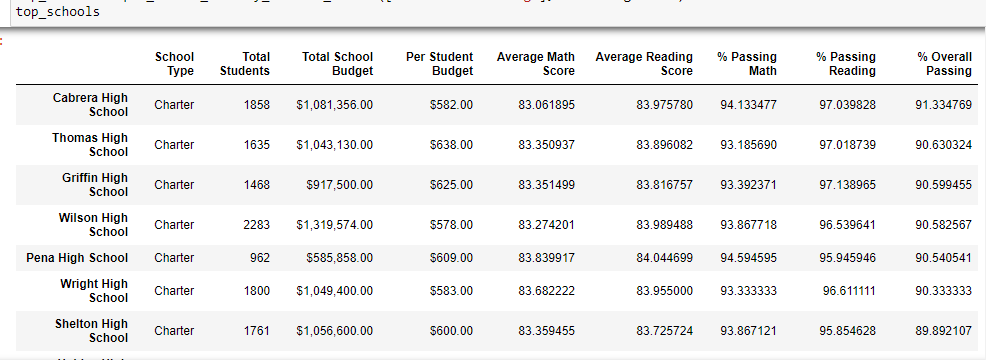 top_schools
School Type Total Students Total School Budget Per Student Budget Average Math Score Average Reading Score % Passing Math % Passing Reading % Overall Passing
Cabrera High School Charter 1858 $1,081,356.00 $582.00 83.061895 83.975780 94.133477 97.039828 91.334769
Thomas High School Charter 1635 $1,043,130.00 $638.00 83.350937 83.896082 93.185690 97.018739 90.630324
Griffin High School Charter 1468 $917,500.00 $625.00 83.351499 83.816757 93.392371 97.138965 90.599455
Wilson High School Charter 2283 $1,319,574.00 $578.00 83.274201 83.989488 93.867718 96.539641 90.582567
Pena High School Charter 962 $585,858.00 $609.00 83.839917 84.044699 94.594595 95.945946 90.540541
Wright High School Charter 1800 $1,049,400.00 $583.00 83.682222 83.955000 93.333333 96.611111 90.333333
Shelton High School Charter 1761 $1,056,600.00 $600.00 83.359455 83.725724 93.867121 95.854628 89.892107